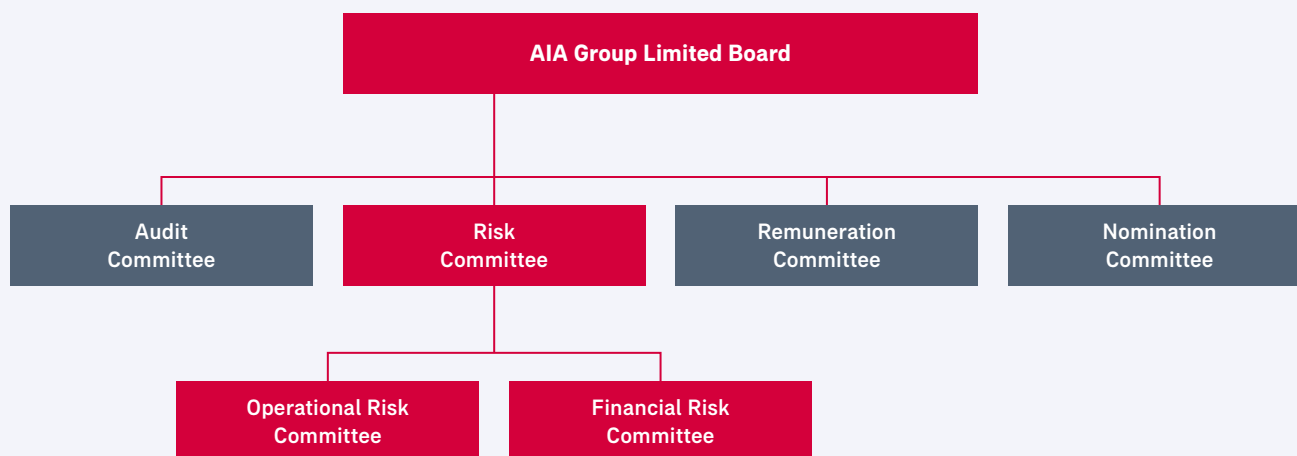 AIA Group Limited Board
Audit
Committee
Risk
Committee
Remuneration
Committee
Nomination
Committee
Operational Risk
Committee
Financial Risk
Committee